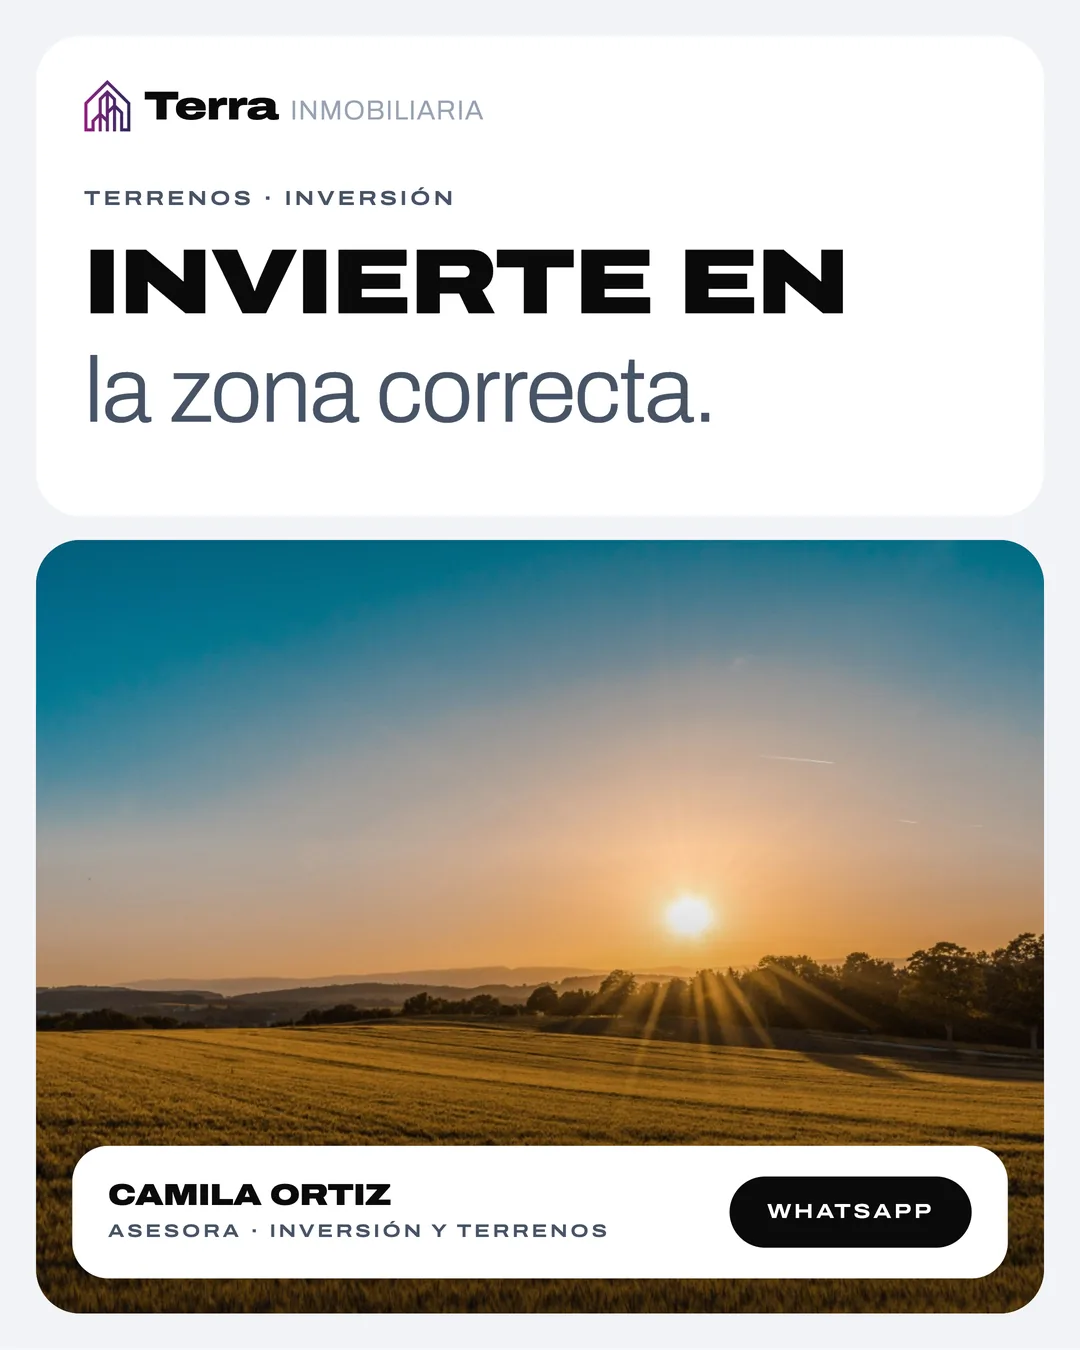 Terra INMOBILIARIA
TERRENOS · INVERSIÓN
INVIERTE EN
la zona correcta.
CAMILA ORTIZ
ASESORA · INVERSIÓN Y TERRENOS
WHATSAPP